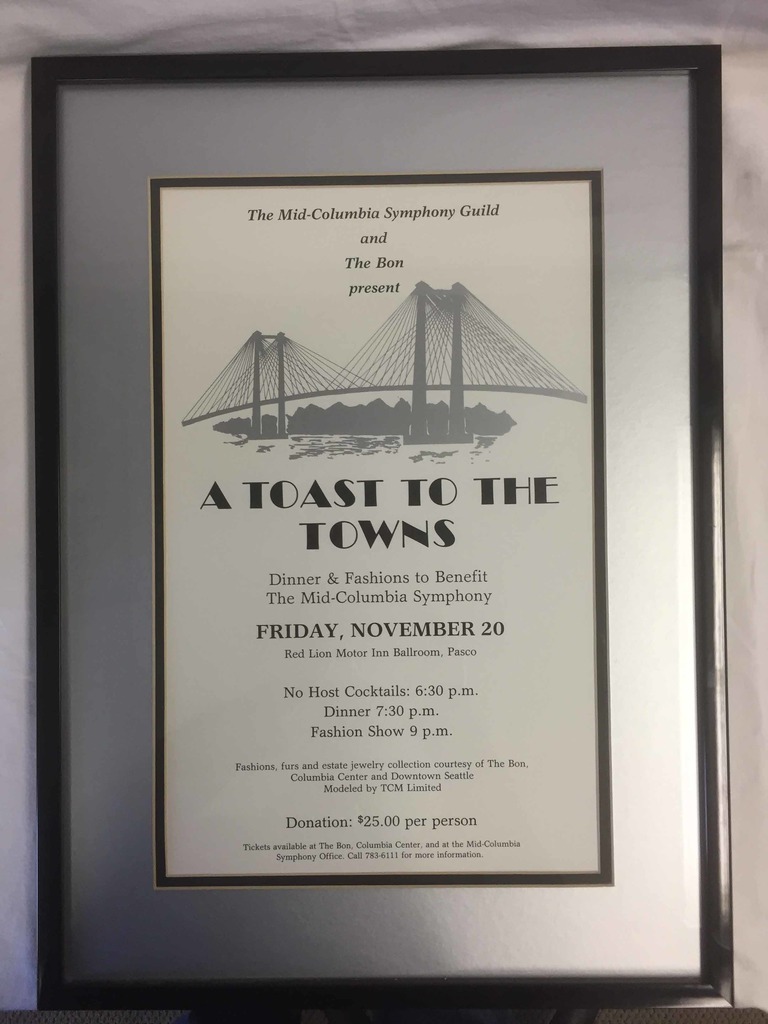 The Mid-Columbia Symphony Guild
and
The Bon
present
A TOAST TO THE
TOWNS
Dinner & Fashions to Benefit
The Mid-Columbia Symphony
FRIDAY, NOVEMBER 20
Red Lion Motor Inn Ballroom, Pasco
No Host Cocktails: 6:30 p.m.
Dinner 7:30 p.m.
Fashion Show 9 p.m.
Fashions, furs and estate jewelry collection courtesy of The Bon,
Columbia Center and Downtown Seattle
Modeled by TCM Limited
Donation: $25.00 per person
Tickets available at The Bon, Columbia Center, and at the Mid-Columbia
Symphony Office. Call 783-6111 for more information.